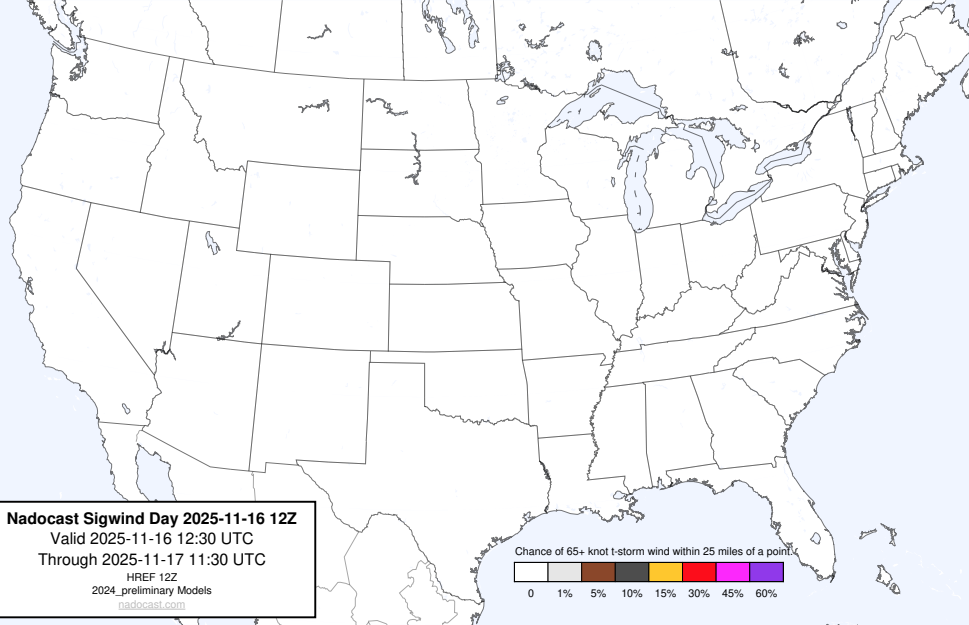 Nadocast Sigwind Day 2025-11-16 12Z
Valid 2025-11-16 12:30 UTC
Through 2025-11-17 11:30 UTC
HREF 12Z
2024_preliminary Models
nadocast.com
Chance of 65+ knot t-storm wind within 25 miles of a point.
0 1% 5% 10% 15% 30% 45% 60%